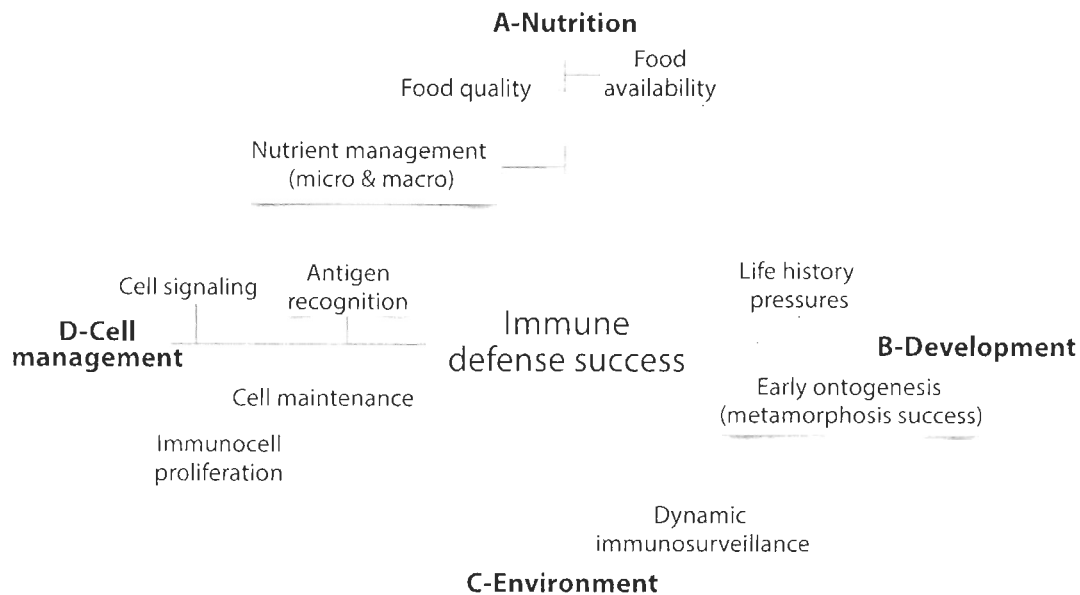 A-Nutrition
Food
availability
Food quality
Nutrient management
(micro & macro)
Cell signaling
Antigen
recognition
Life history
pressures
D-Cell
management
Immune
defense success
B-Development
Cell maintenance
Early ontogenesis
(metamorphosis success)
Immunocell
proliferation
Dynamic
immunosurveillance
C-Environment